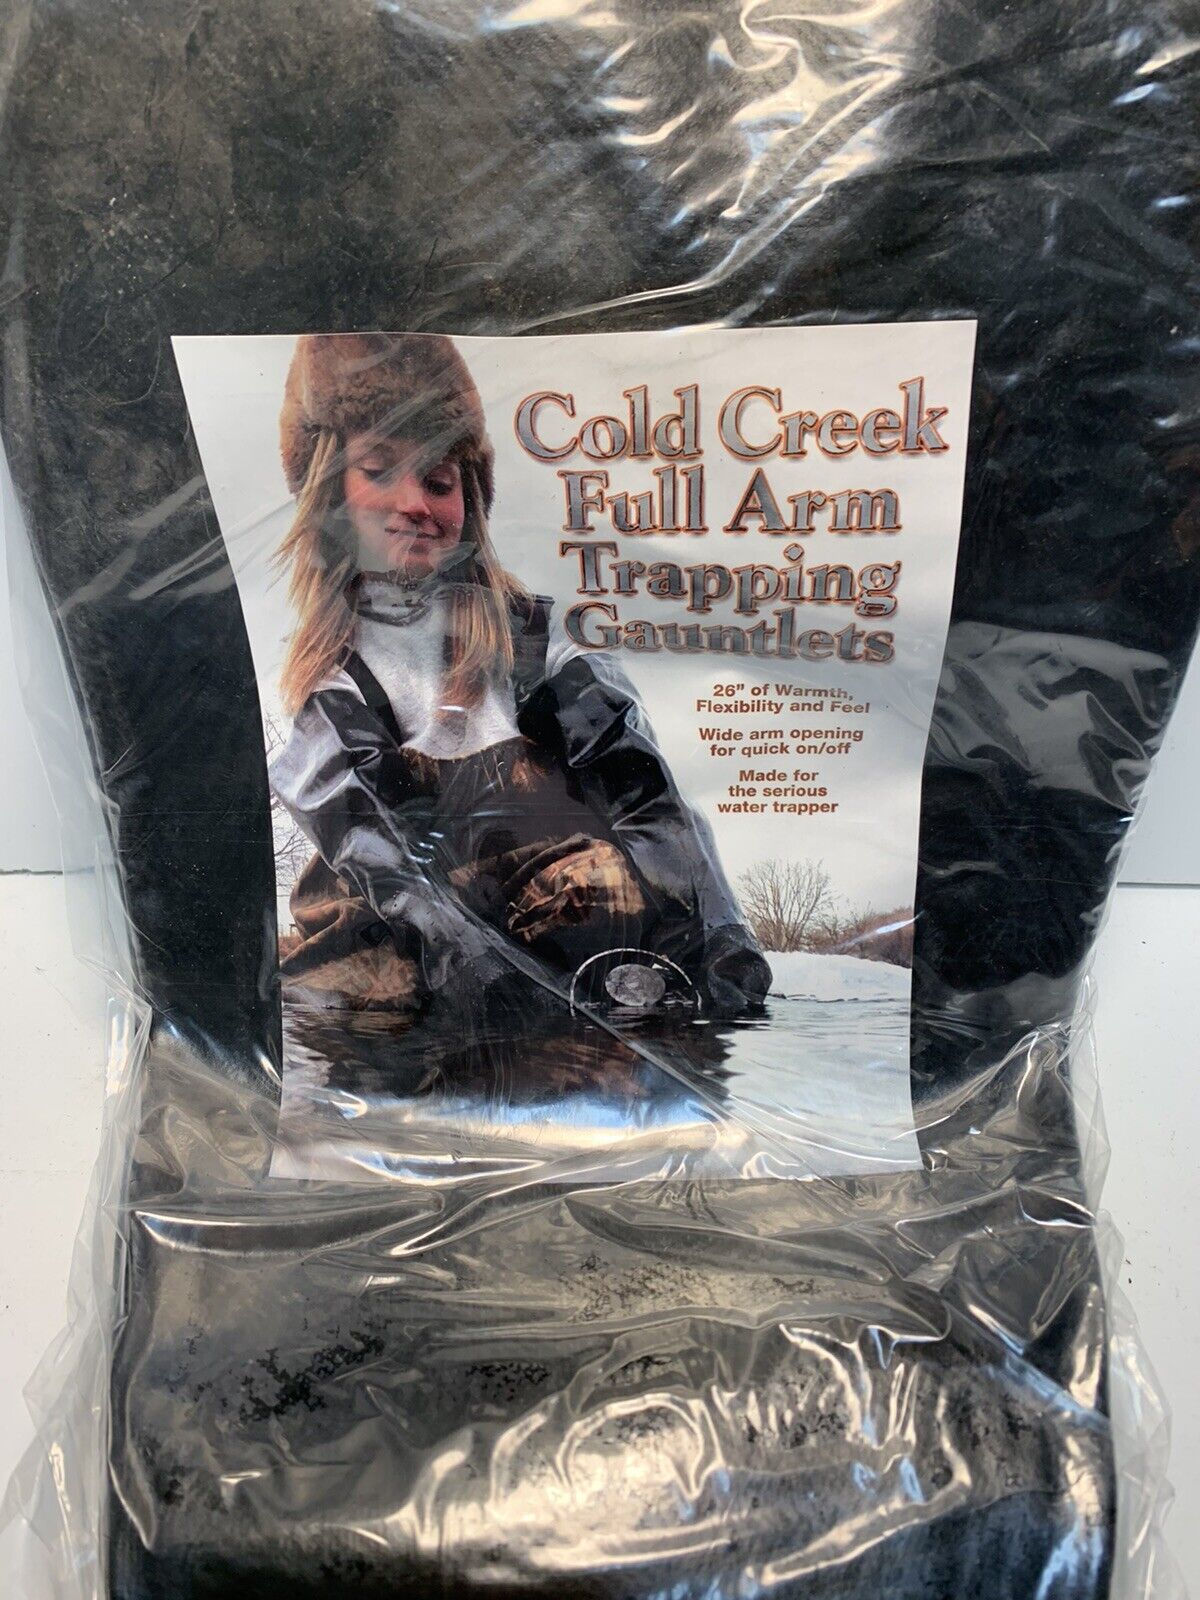 Cold Creek
Full Arm
Trapping
Gauntlets
26” of Warmth,
Flexibility and Feel
Wide arm opening
for quick on/off
Made for
the serious
water trapper